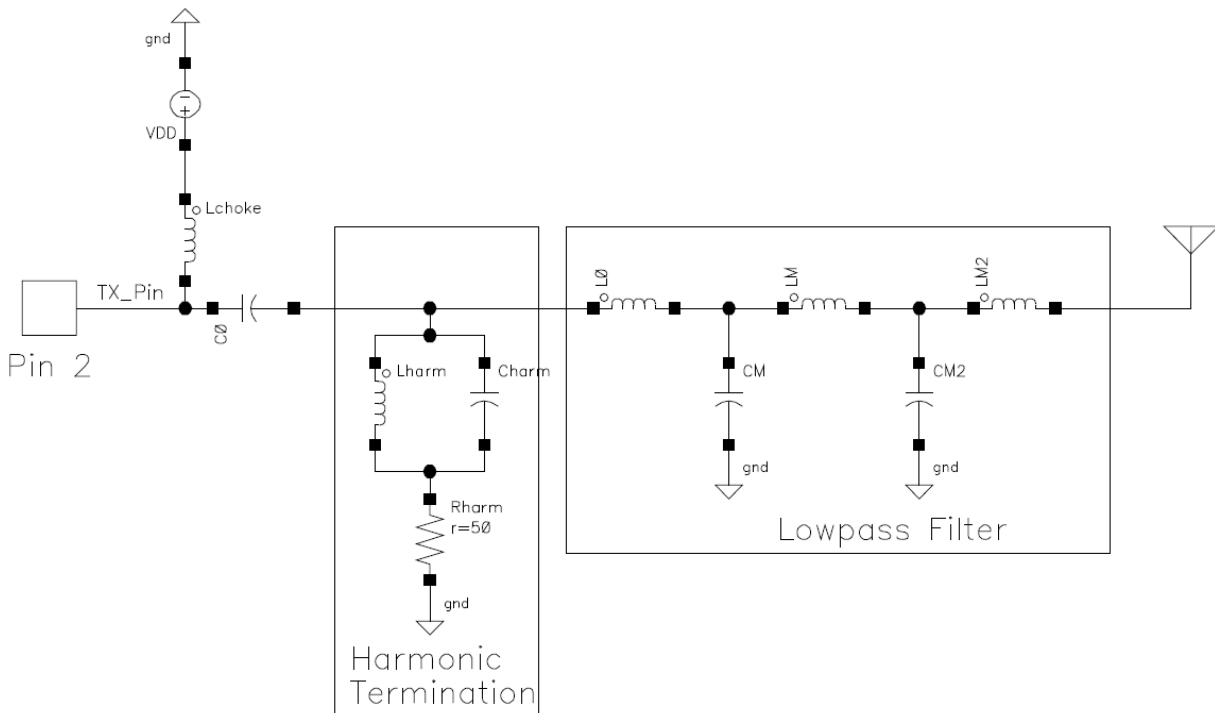 gnd
VDD
Lchoke
TX_Pin
C0
Pin 2
Lharm
Charm
Rharm
r=50
gnd
Harmonic
Termination
L0
LM
LM2
CM
CM2
gnd
gnd
Lowpass Filter